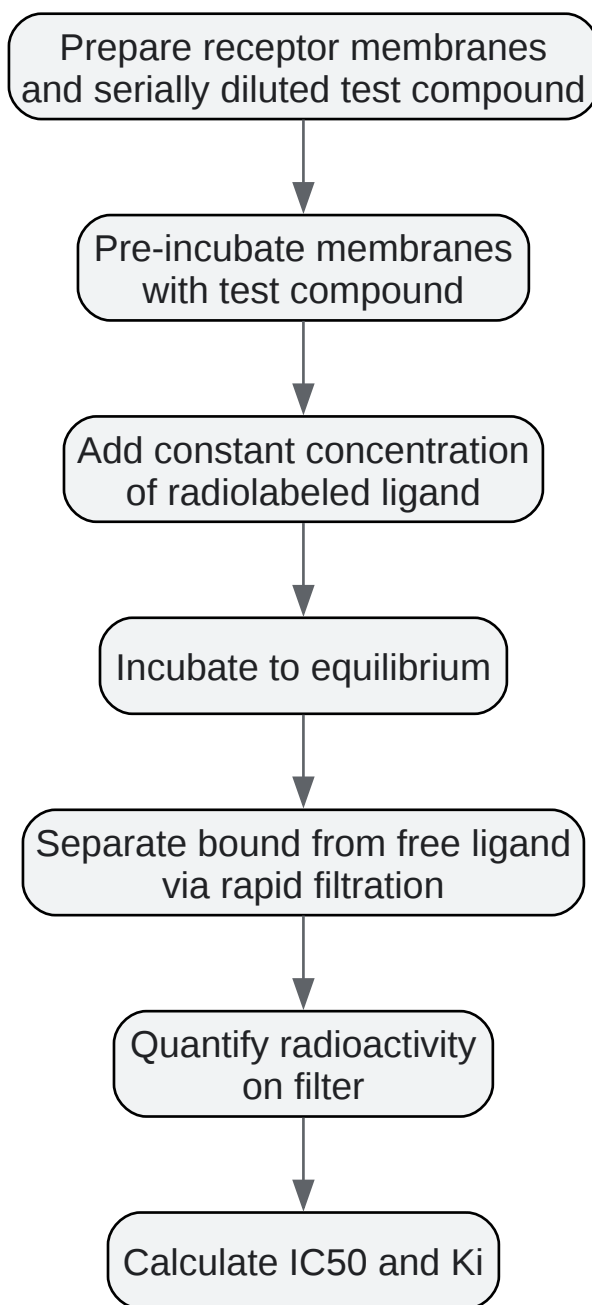 Prepare receptor membranes
and serially diluted test compound
Pre-incubate membranes
with test compound
Add constant concentration
of radiolabeled ligand
Incubate to equilibrium
Separate bound from free ligand
via rapid filtration
Quantify radioactivity
on filter
Calculate IC50 and Ki